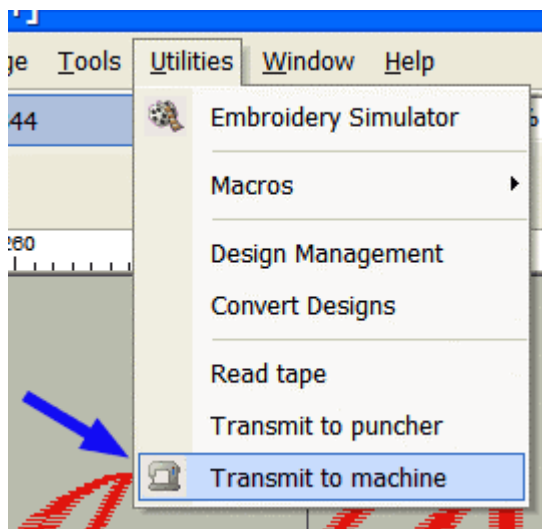 Tools Utilities Window Help
44
Embroidery Simulator
Macros
260
Design Management
Convert Designs
Read tape
Transmit to puncher
Transmit to machine